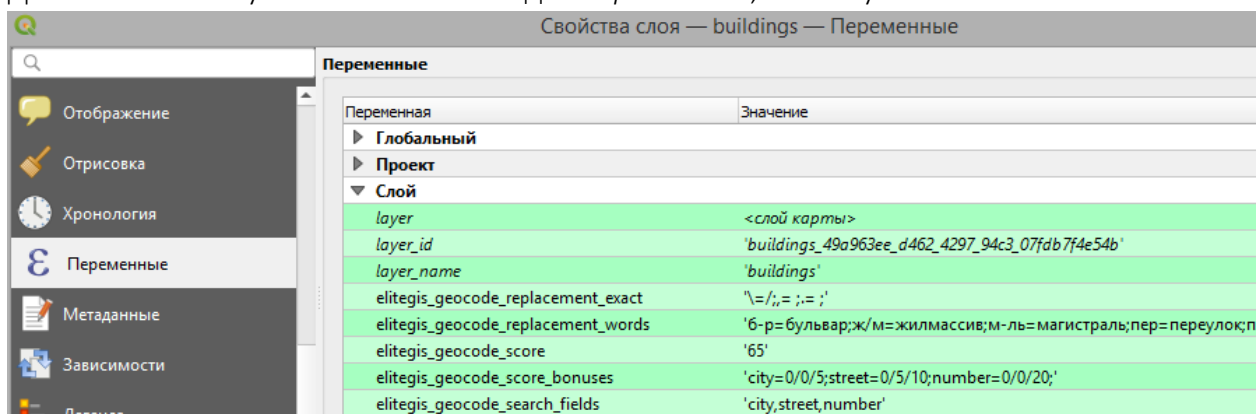 Свойства слоя — buildings — Переменные
Переменные
Отображение
Отрисовка
Хронология
Переменные
Метаданные
Зависимости
Переменная Значение
Глобальный
Проект
Слой
layer <слой карты>
layer_id 'buildings_49a963ee_d462_4297_94c3_07fdb7f4e54b'
layer_name 'buildings'
elitegis_geocode_replacement_exact '\=/;,= ;.= ;'
elitegis_geocode_replacement_words 'б-р=бульвар;ж/м=жилмассив;м-ль=магистраль;пер=переулок;п
elitegis_geocode_score '65'
elitegis_geocode_score_bonuses 'city=0/0/5;street=0/5/10;number=0/0/20;'
elitegis_geocode_search_fields 'city,street,number'